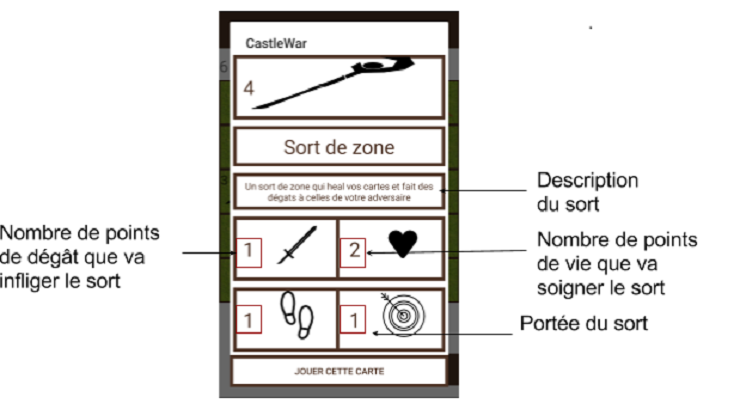 CastleWar
6
4
Sort de zone
Un sort de zone qui heal vos cartes et fait des
dégats à celles de votre adversaire
Description
du sort
Nombre de points
de dégât que va
infliger le sort
1
2
Nombre de points
de vie que va
soigner le sort
1
1
Portée du sort
JOUER CETTE CARTE